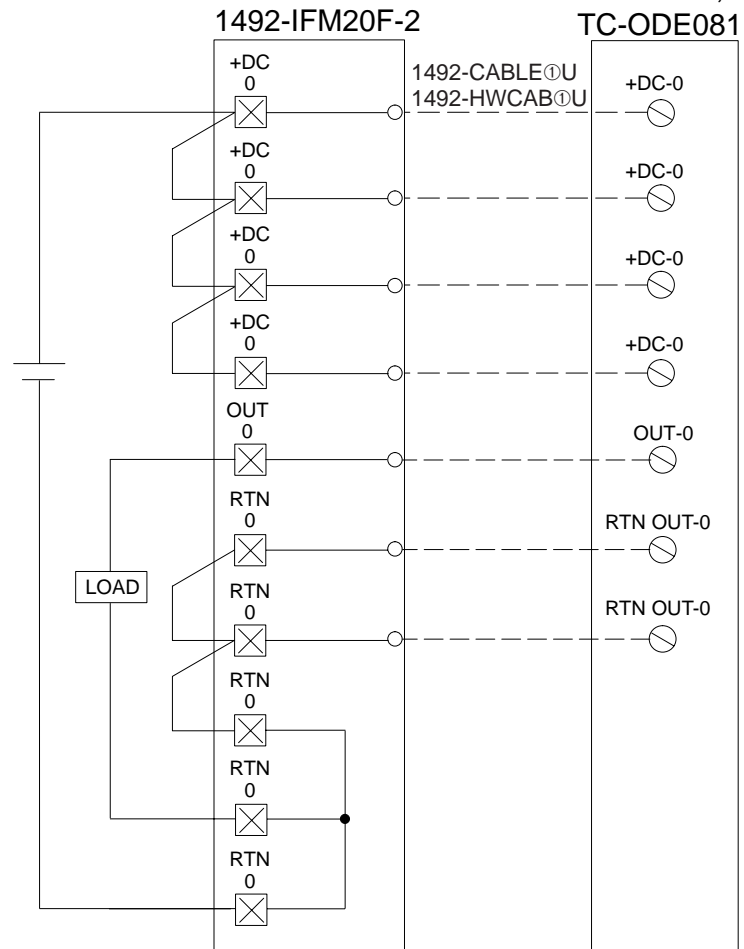 1492-IFM20F-2
TC-ODE081
1492-CABLE①U
1492-HWCAB①U
+DC
0
+DC-0
+DC
0
+DC-0
+DC
0
+DC-0
+DC
0
+DC-0
OUT
0
OUT-0
RTN
0
RTN OUT-0
LOAD
RTN
0
RTN OUT-0
RTN
0
RTN
0
RTN
0